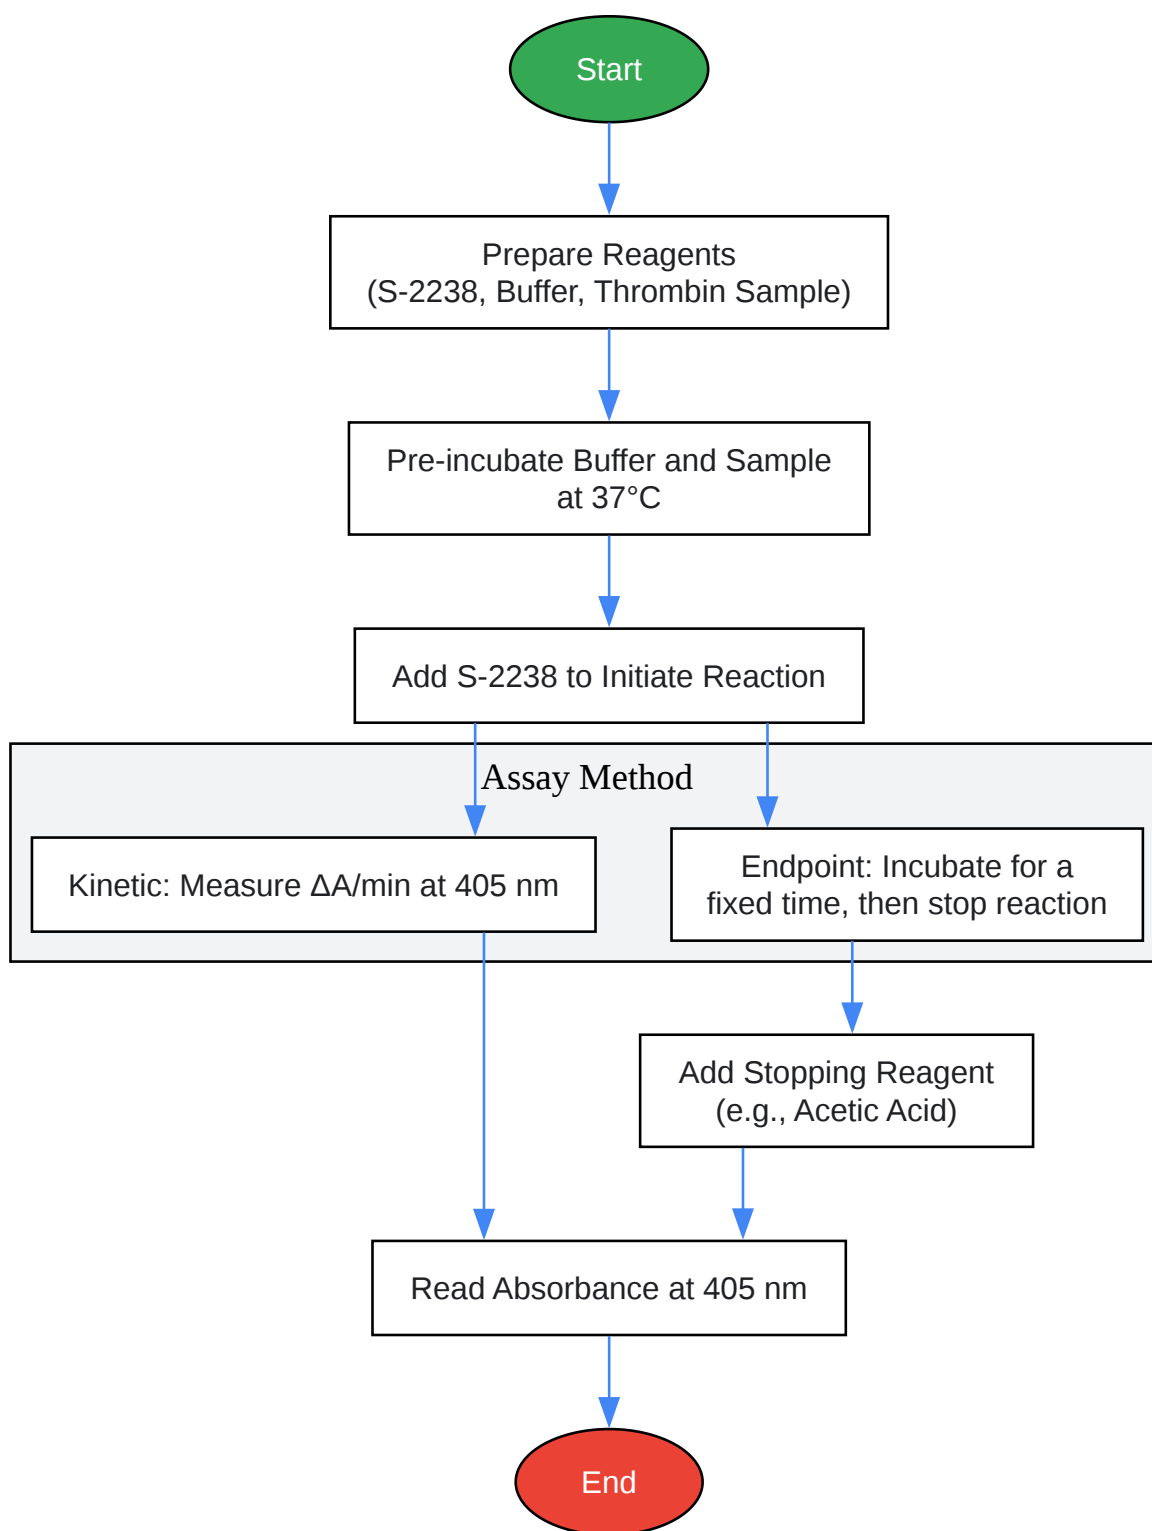 Start
Prepare Reagents
(S-2238, Buffer, Thrombin Sample)
Pre-incubate Buffer and Sample
at 37°C
Add S-2238 to Initiate Reaction
Assay Method
Kinetic: Measure ΔA/min at 405 nm
Endpoint: Incubate for a
fixed time, then stop reaction
Add Stopping Reagent
(e.g., Acetic Acid)
Read Absorbance at 405 nm
End